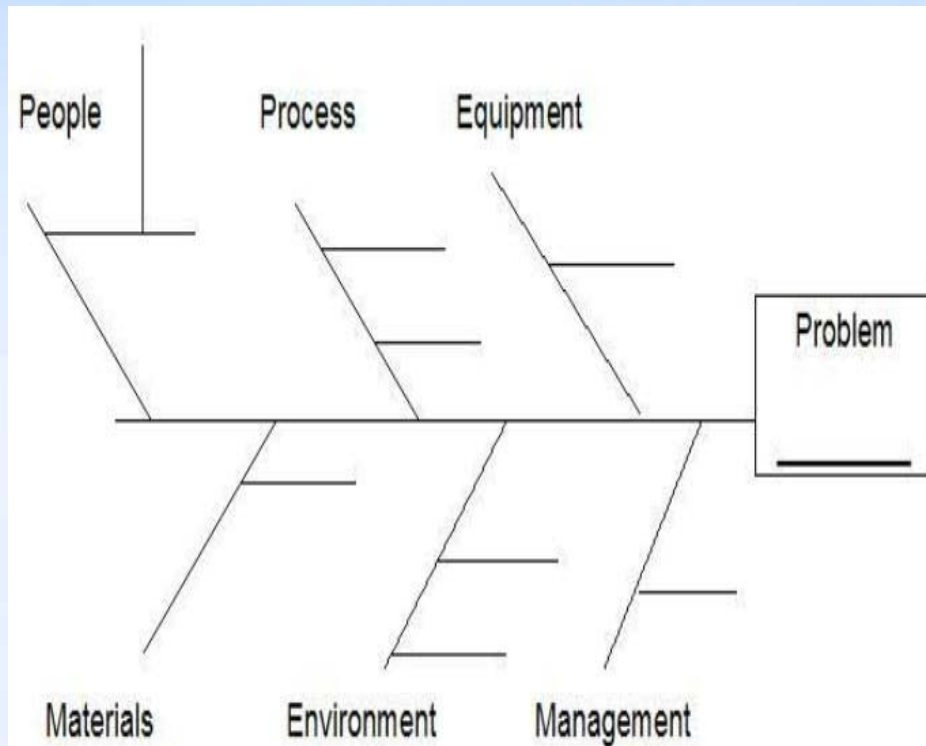 People
Process
Equipment
Problem
Materials
Environment
Management